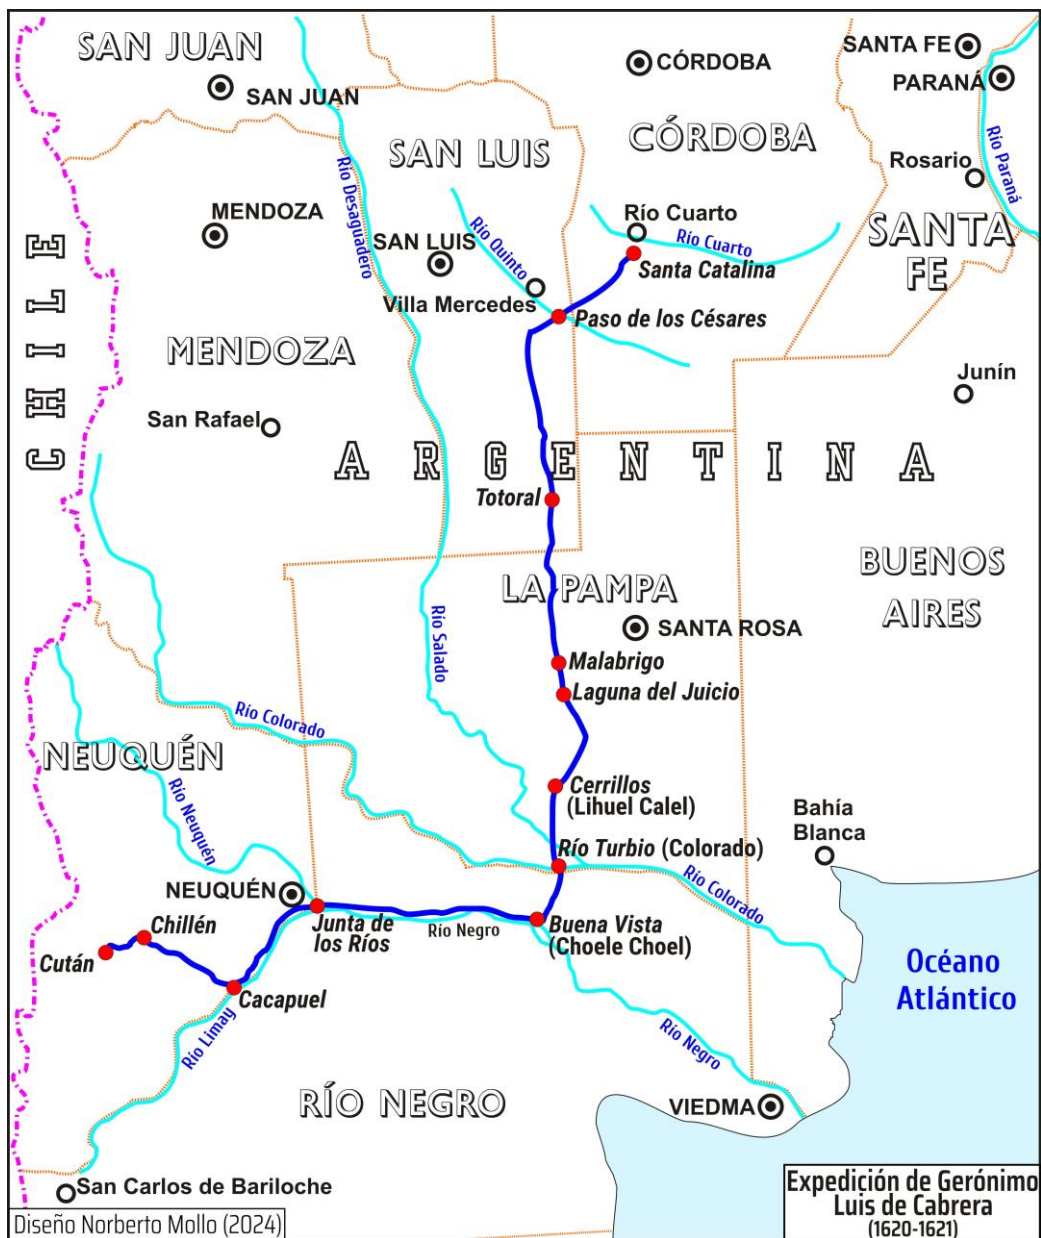 SAN JUAN
SAN JUAN
CÓRDOBA
SANTA FE
PARANÁ
SAN LUIS
CÓRDOBA
Río Paraná
Rosario
Río Desaguadero
MENDOZA
SAN LUIS
Río Quinto
Río Cuarto
Río Cuarto
Santa Catalina
SANTA
FE
Villa Mercedes
Paso de los Césares
CHILE
MENDOZA
Junín
San Rafael
ARGENTINA
Totoral
BUENOS
AIRES
LA PAMPA
Río Salado
SANTA ROSA
Malabrigo
Laguna del Juicio
Río Colorado
NEUQUÉN
Río Neuquén
Cerrillos
(Lihuel Calel)
Bahía
Blanca
Río Turbio (Colorado)
Río Colorado
NEUQUÉN
Junta de
los Ríos
Río Negro
Buena Vista
(Choele Choel)
Chillén
Cután
Cacapuel
Río Limay
Océano
Atlántico
Río Negro
RÍO NEGRO
VIEDMA
San Carlos de Bariloche
Diseño Norberto Mollo (2024)
Expedición de Gerónimo
Luis de Cabrera
(1620-1621)